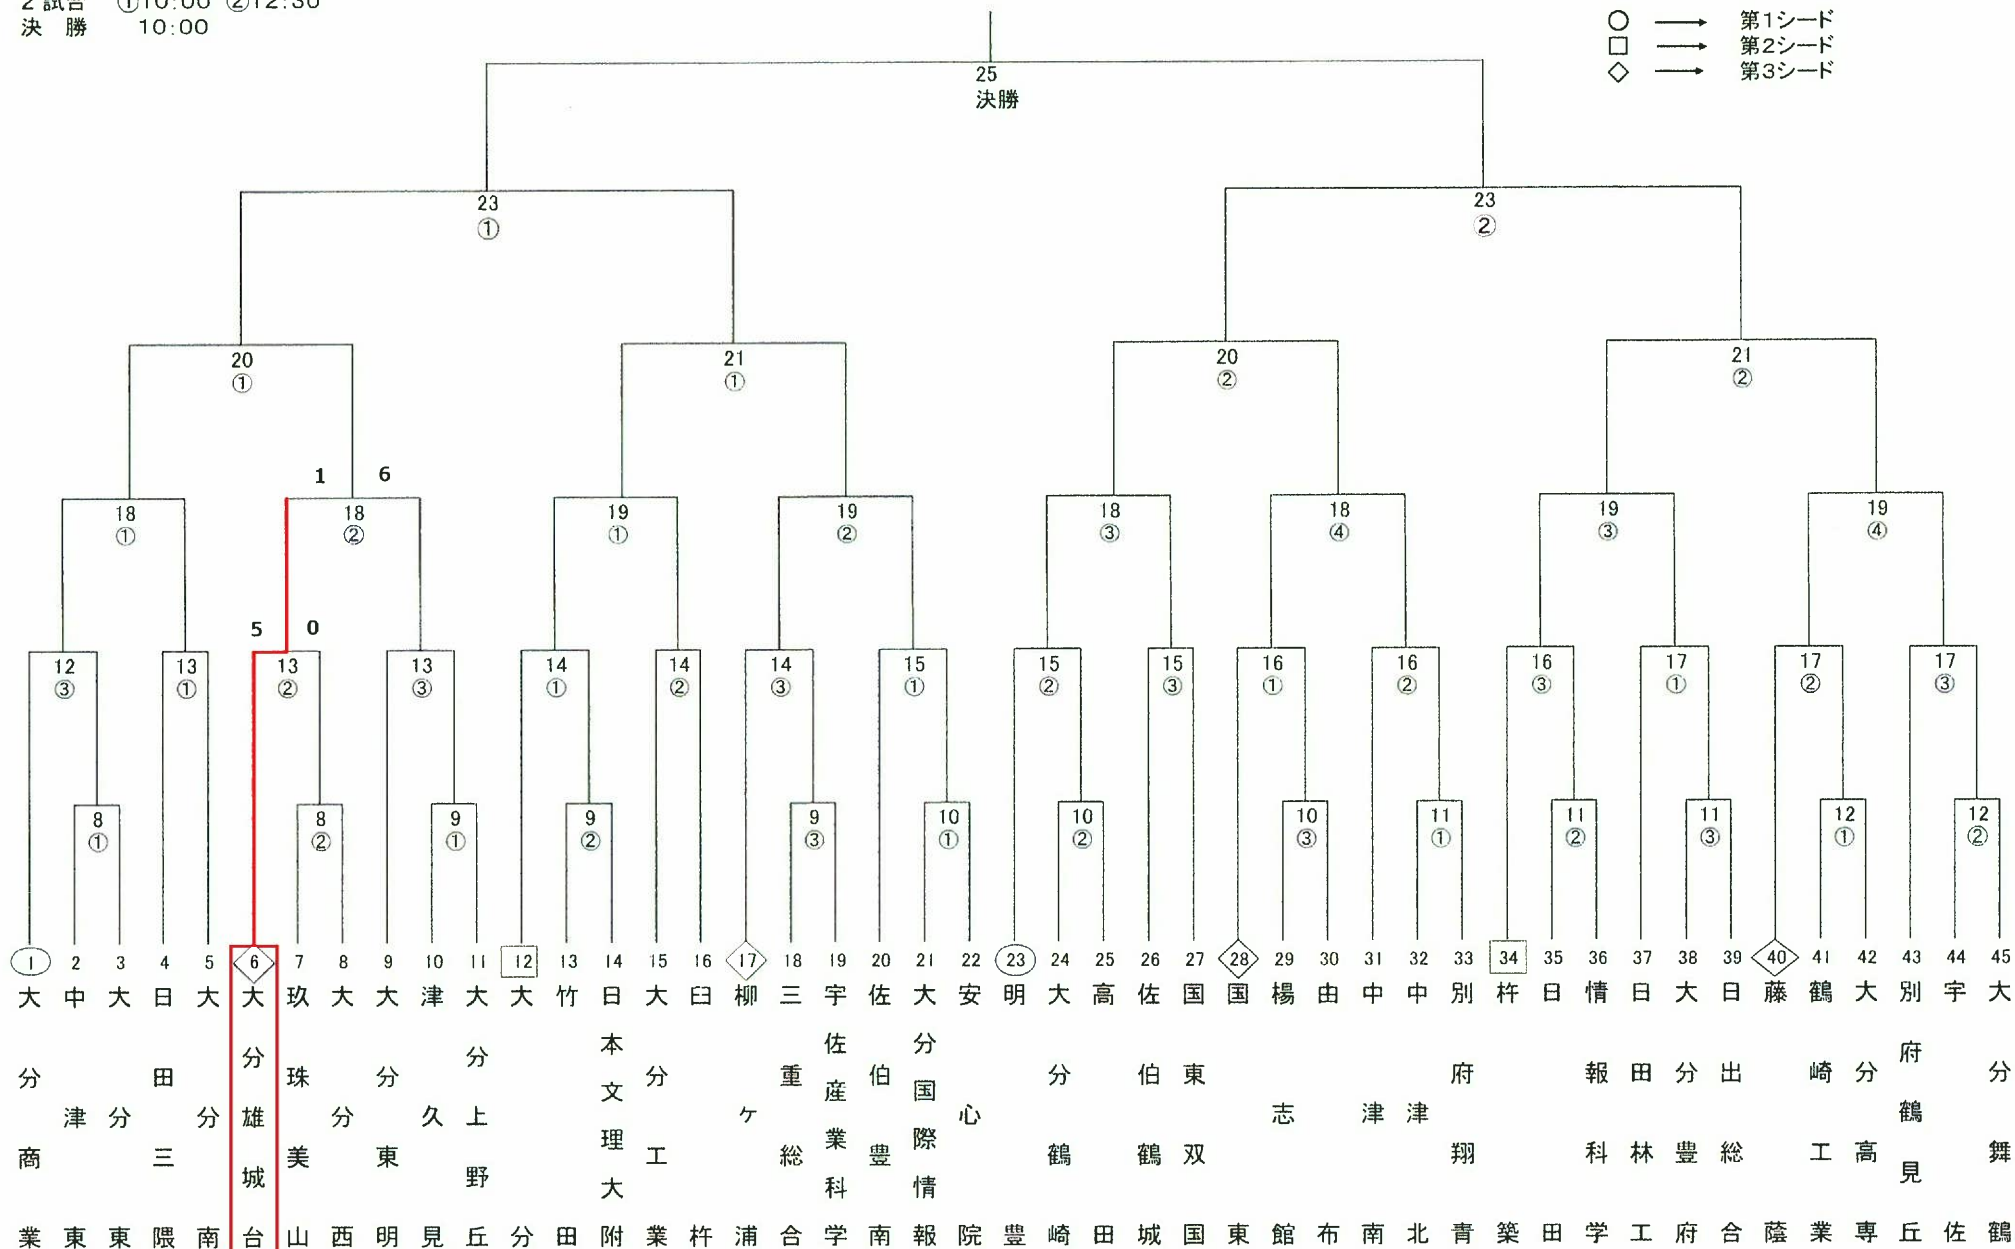 2試合 ①10:00 ②12:30
決 勝 10:00
○ → 第1シード
□ → 第2シード
◇ → 第3シード
25
決勝
23 23
① ②
20 21 20 21
① ① ② ②
1 6
18 18 19 19 18 18 19 19
① ② ① ② ③ ④ ③ ④
5 0
12 13 13 13 14 14 14 15 15 15 16 16 16 17 17 17
③ ① ② ③ ① ② ③ ① ② ③ ① ② ③ ① ② ③
8 8 9 9 9 10 10 10 11 11 11 12 12
① ② ① ② ③ ① ② ③ ① ② ③ ① ②
1 大分商業
2 中津東
3 大分東
4 日田三隈
5 大分南
6 大分雄城台
7 玖珠美山
8 大分西
9 大分東明
10 津久見
11 大分上野丘
12 大分
13 竹田
14 日本文理大附
15 大分工業
16 臼杵
17 柳ヶ浦
18 三重総合
19 宇佐産業科学
20 佐伯豊南
21 大分国際情報
22 安心院
23 明豊
24 大分鶴崎
25 高田
26 佐伯鶴城
27 国東双国
28 国東
29 楊志館
30 由布
31 中津南
32 中津北
33 別府翔青
34 杵築
35 日田
36 情報科学
37 日田林工
38 大分豊府
39 日出総合
40 藤蔭
41 鶴崎工業
42 大分高専
43 別府鶴見丘
44 宇佐
45 大分舞鶴